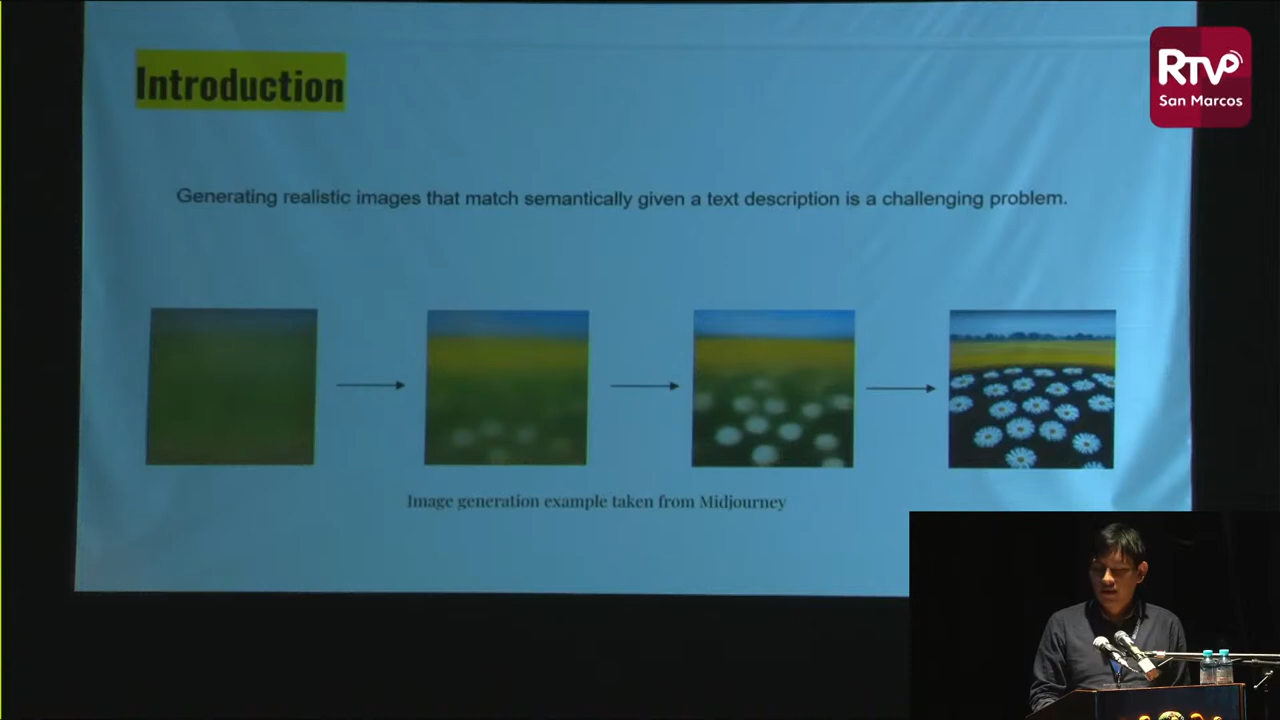 Introduction
RTVP
San Marcos
Generating realistic images that match semantically given a text description is a challenging problem.
Image generation example taken from Midjourney